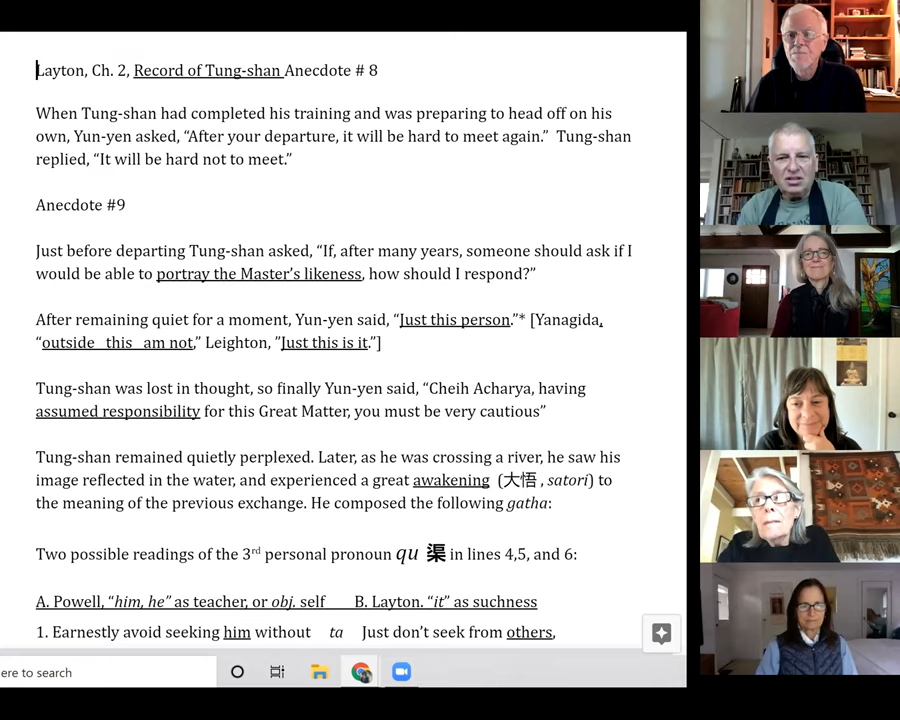 Layton, Ch. 2, Record of Tung-shan Anecdote # 8
When Tung-shan had completed his training and was preparing to head off on his
own, Yun-yen asked, “After your departure, it will be hard to meet again.” Tung-shan
replied, “It will be hard not to meet.”
Anecdote #9
Just before departing Tung-shan asked, “If, after many years, someone should ask if I
would be able to portray the Master’s likeness, how should I respond?”
After remaining quiet for a moment, Yun-yen said, “Just this person.”* [Yanagida,
“outside this am not,” Leighton, ”Just this is it.”]
Tung-shan was lost in thought, so finally Yun-yen said, “Cheih Acharya, having
assumed responsibility for this Great Matter, you must be very cautious”
Tung-shan remained quietly perplexed. Later, as he was crossing a river, he saw his
image reflected in the water, and experienced a great awakening (大悟, satori) to
the meaning of the previous exchange. He composed the following gatha:
Two possible readings of the 3rd personal pronoun qu 渠 in lines 4,5, and 6:
A. Powell, “him, he” as teacher, or obj. self B. Layton. “it” as suchness
1. Earnestly avoid seeking him without ta Just don’t seek from others,
ere to search